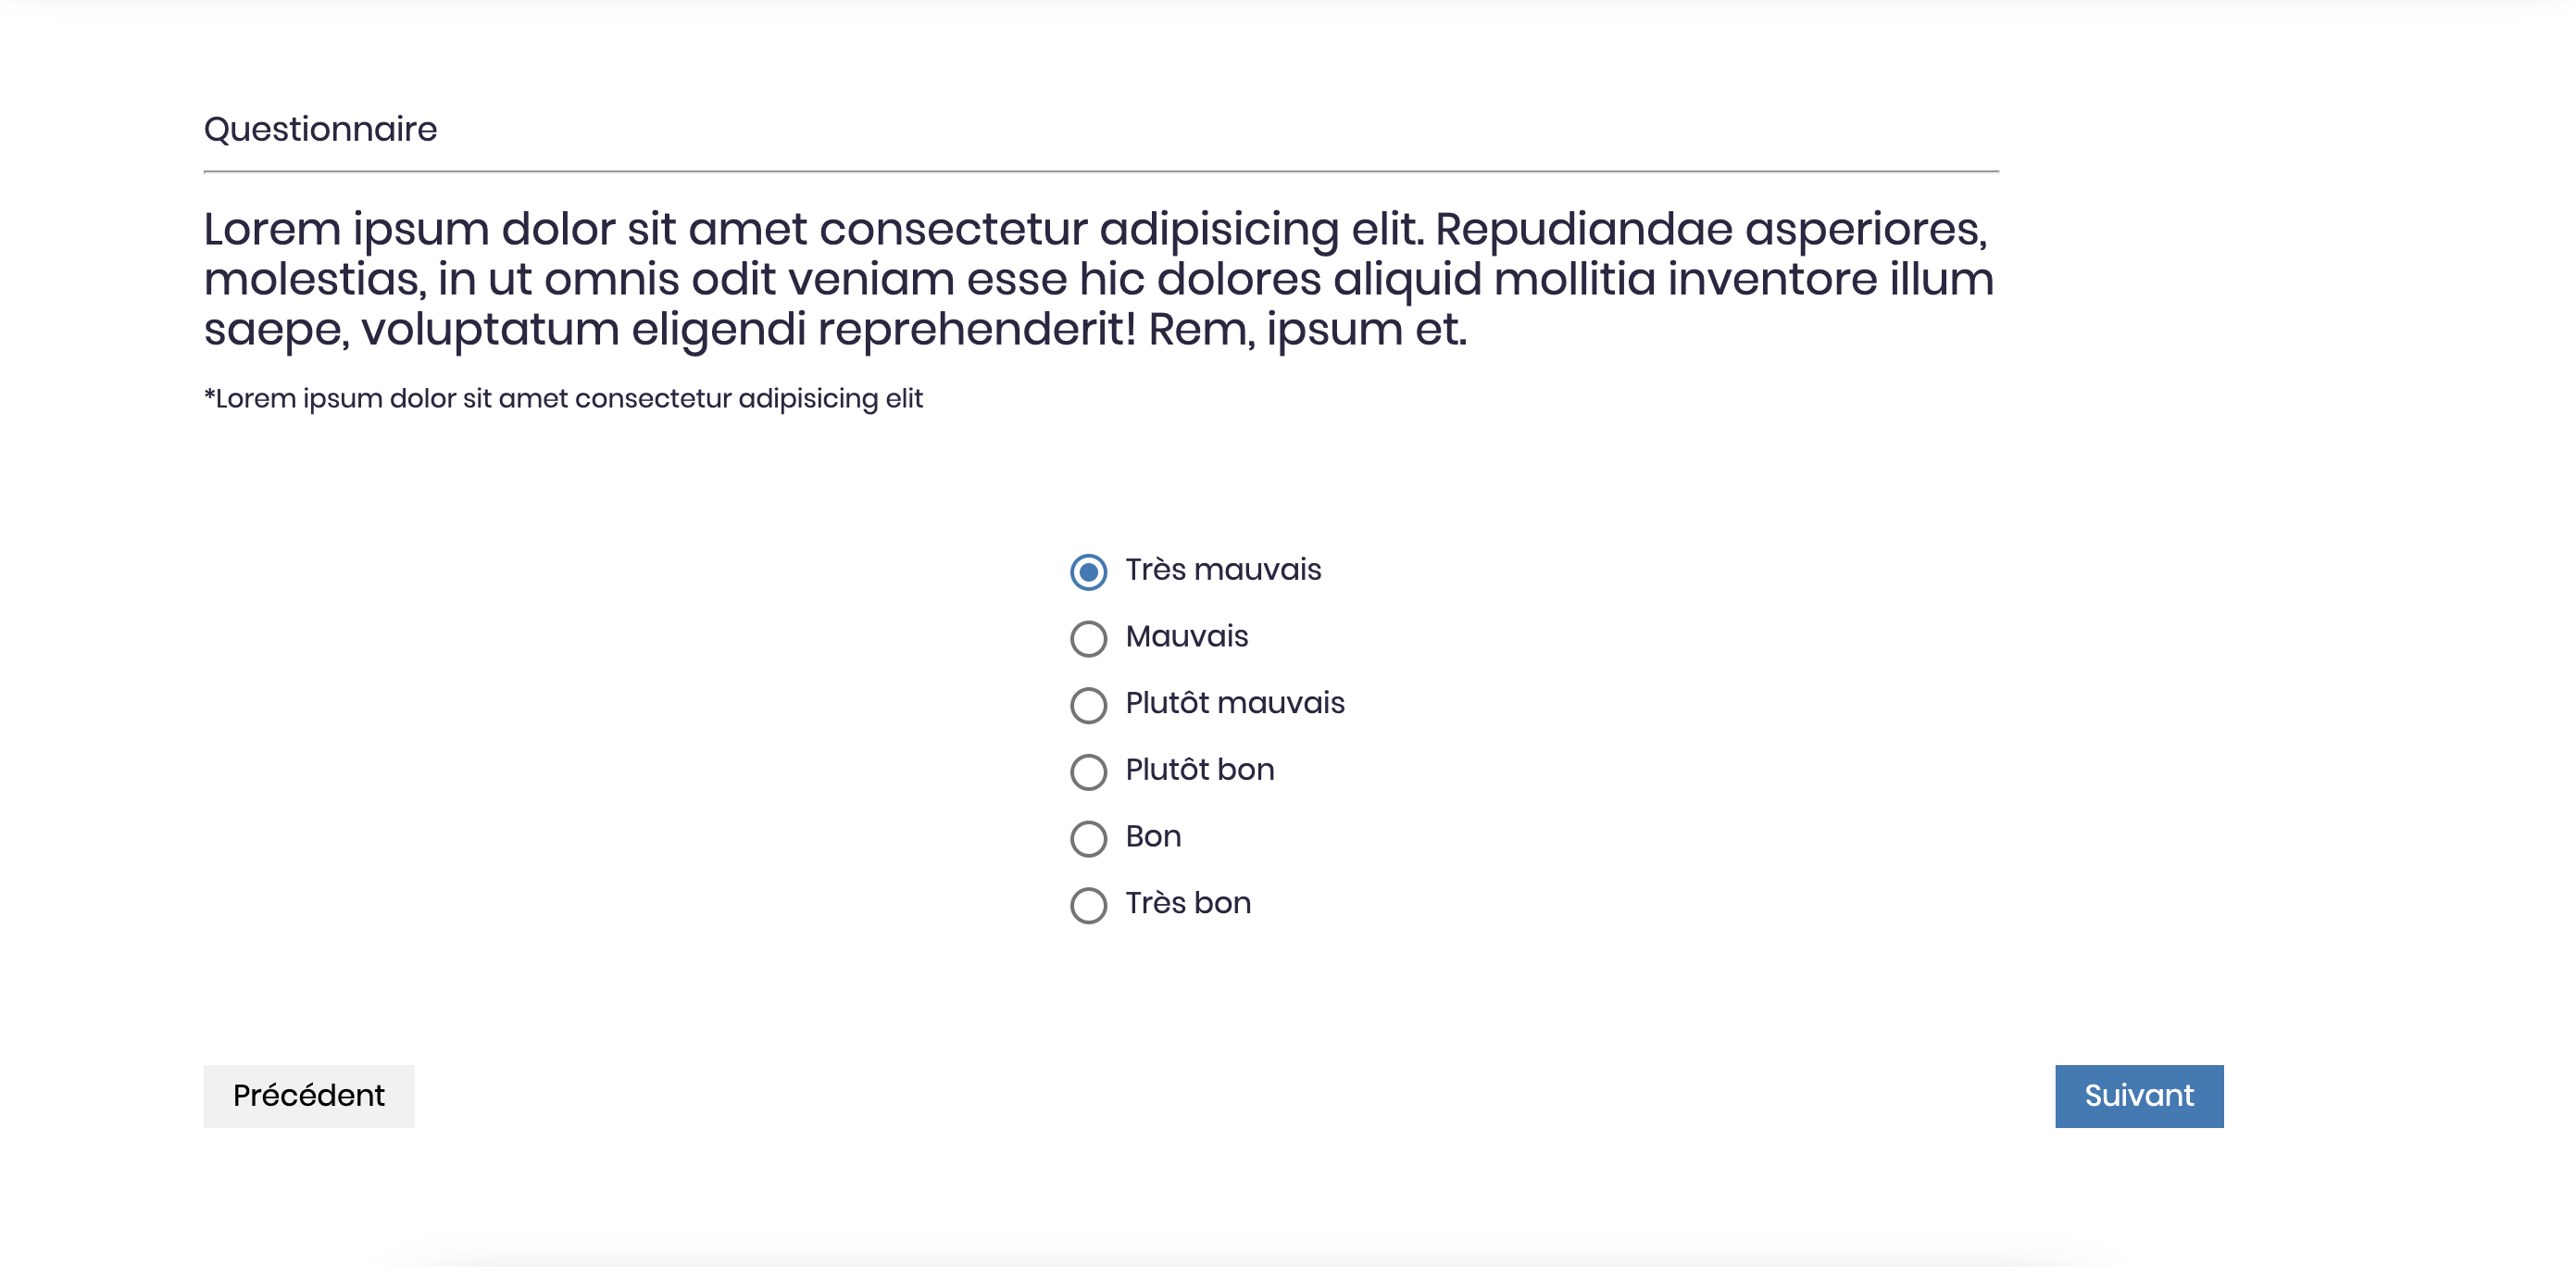 Questionnaire
Lorem ipsum dolor sit amet consectetur adipisicing elit. Repudiandae asperiores,
molestias, in ut omnis odit veniam esse hic dolores aliquid mollitia inventore illum
saepe, voluptatum eligendi reprehenderit! Rem, ipsum et.
*Lorem ipsum dolor sit amet consectetur adipisicing elit
Très mauvais
Mauvais
Plutôt mauvais
Plutôt bon
Bon
Très bon
Précédent
Suivant